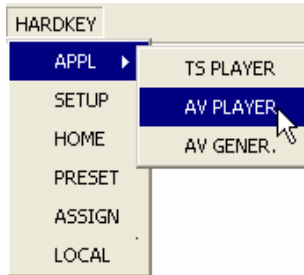 HARDKEY
APPL
SETUP
HOME
PRESET
ASSIGN
LOCAL
TS PLAYER
AV PLAYER
AV GENER.